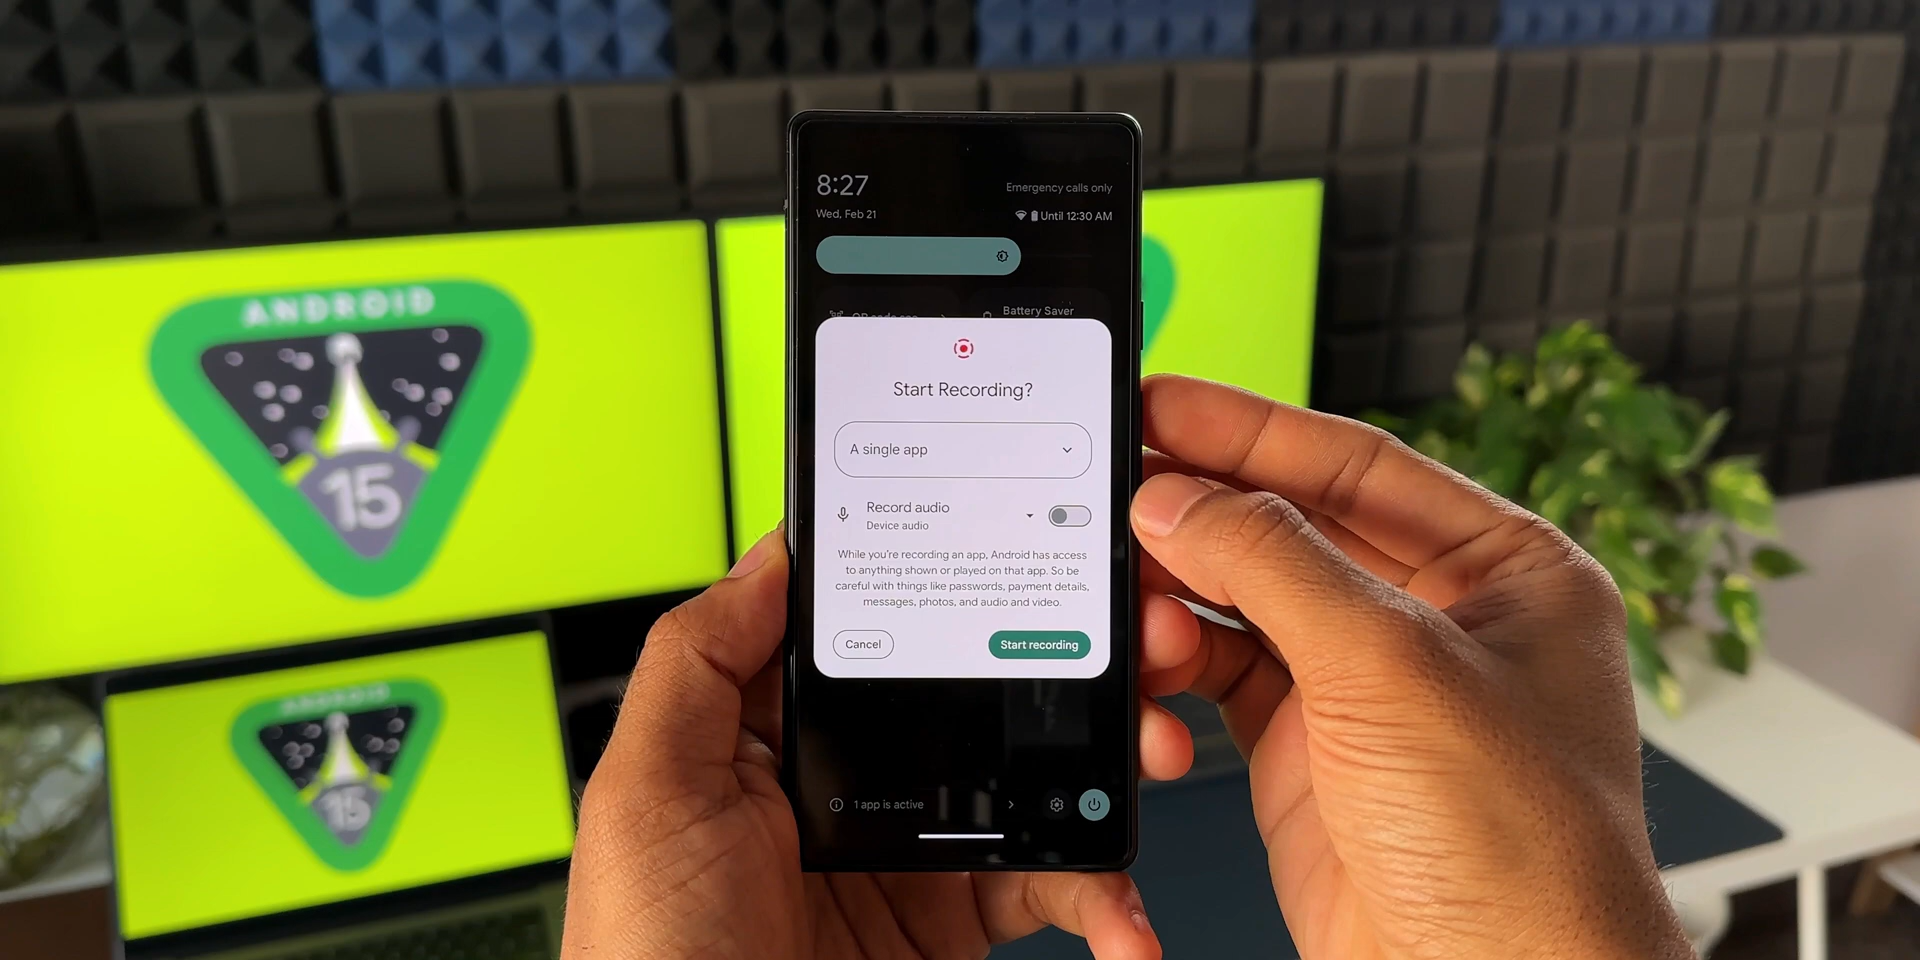 ANDROID
15
ANDROID
15
8:27
Emergency calls only
Wed, Feb 21
Until 12:30 AM
Battery Saver
Start Recording?
A single app
Record audio
Device audio
While you're recording an app, Android has access
to anything shown or played on that app. So be
careful with things like passwords, payment details,
messages, photos, and audio and video.
Cancel
Start recording
1 app is active